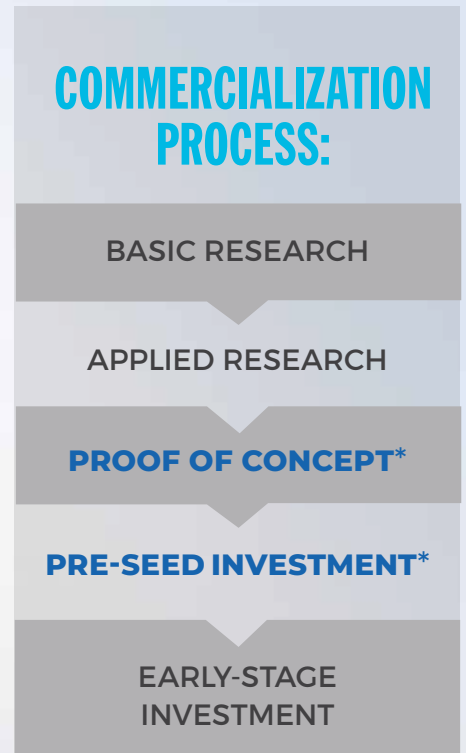 COMMERCIALIZATION
PROCESS:
BASIC RESEARCH
APPLIED RESEARCH
PROOF OF CONCEPT*
PRE-SEED INVESTMENT*
EARLY-STAGE
INVESTMENT